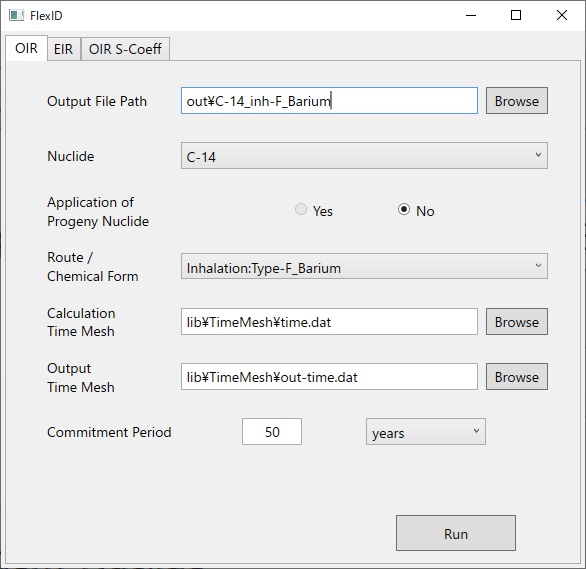 FlexID
OIR EIR OIR S-Coeff
Output File Path out¥C-14_inh-F_Barium Browse
Nuclide C-14
Application of
Progeny Nuclide Yes No
Route /
Chemical Form Inhalation:Type-F_Barium
Calculation
Time Mesh lib¥TimeMesh¥time.dat Browse
Output
Time Mesh lib¥TimeMesh¥out-time.dat Browse
Commitment Period 50 years
Run